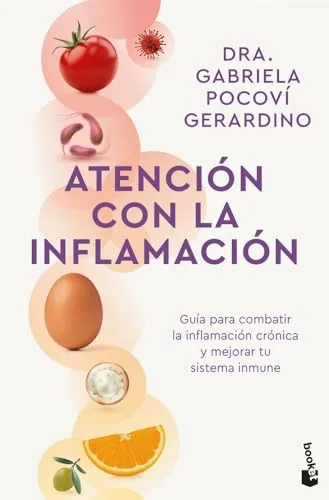 DRA.
GABRIELA
POCOVÍ
GERARDINO
ATENCIÓN
CON LA
INFLAMACIÓN
Guía para combatir
la inflamación crónica
y mejorar tu
sistema inmune
booket